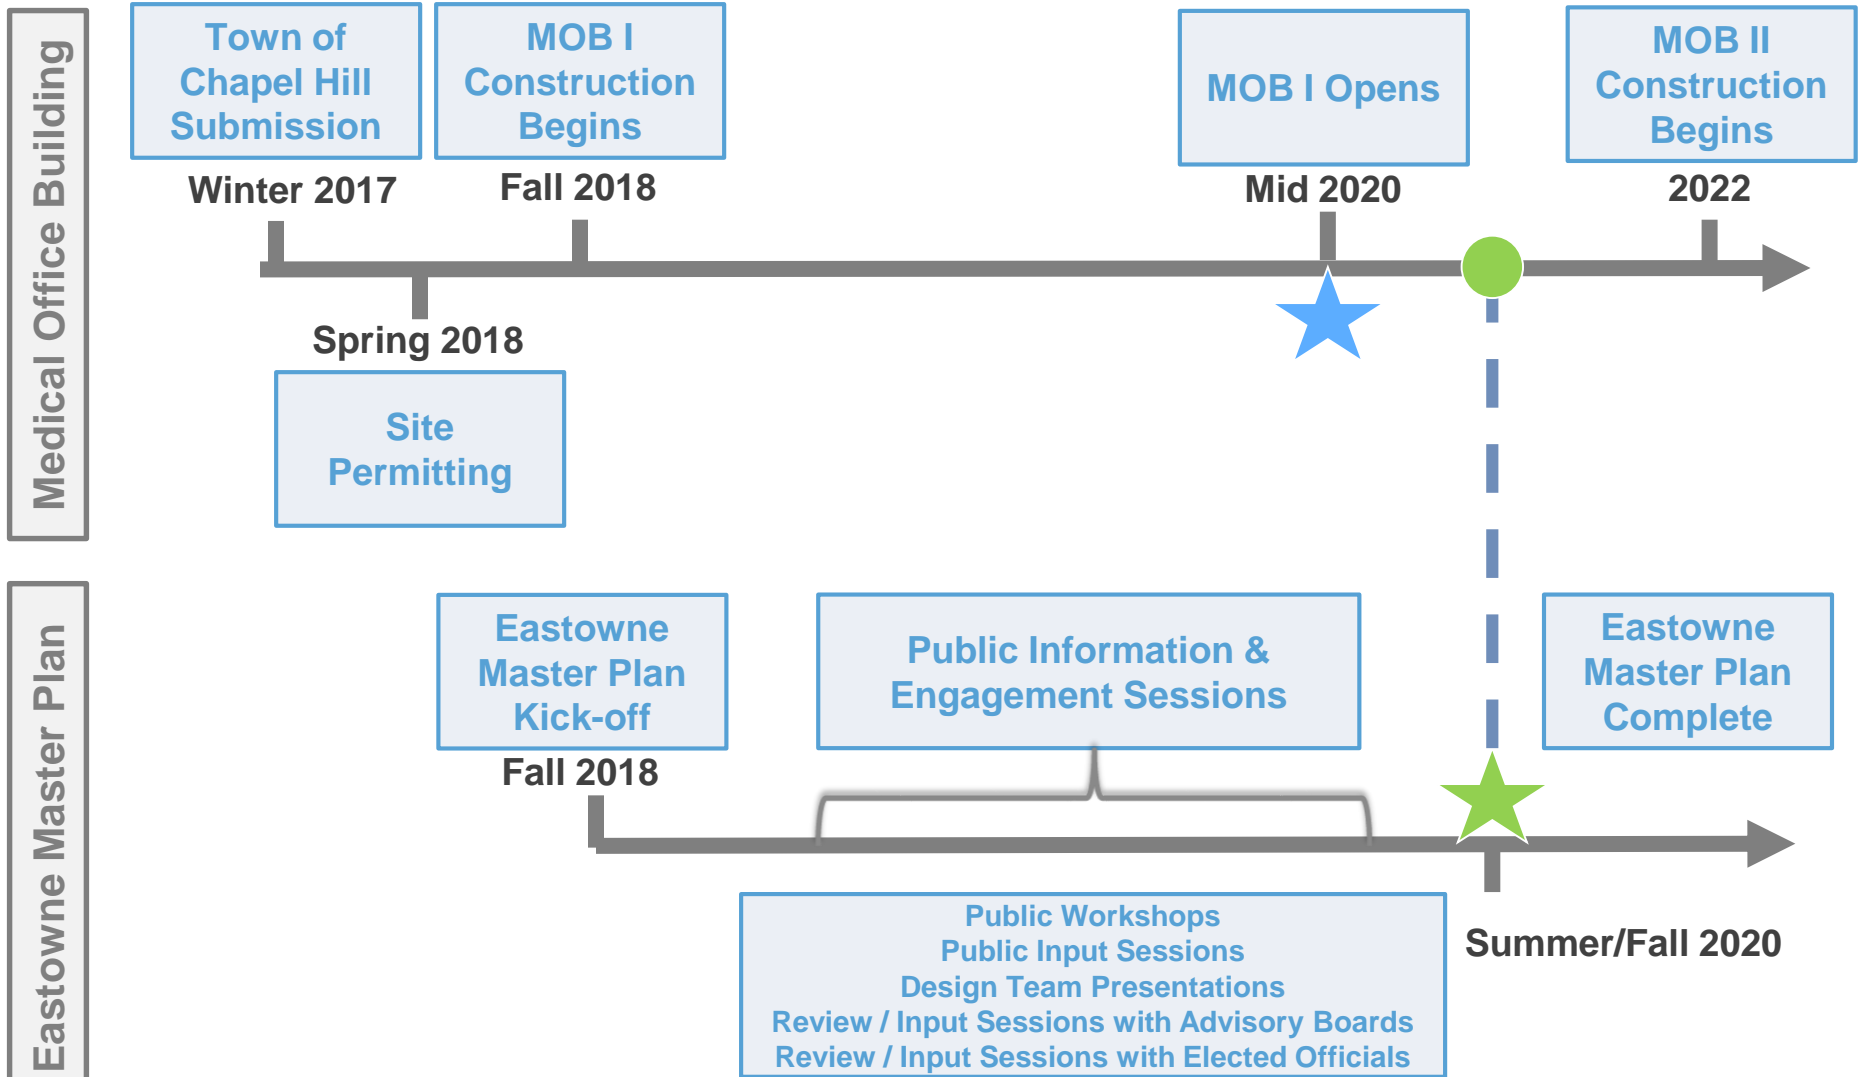 Medical Office Building
Town of
Chapel Hill
Submission
Winter 2017
MOB I
Construction
Begins
Fall 2018
MOB I Opens
Mid 2020
MOB II
Construction
Begins
2022
Spring 2018
Site
Permitting
Eastowne Master Plan
Eastowne
Master Plan
Kick-off
Fall 2018
Public Information &
Engagement Sessions
Eastowne
Master Plan
Complete
Summer/Fall 2020
Public Workshops
Public Input Sessions
Design Team Presentations
Review / Input Sessions with Advisory Boards
Review / Input Sessions with Elected Officials